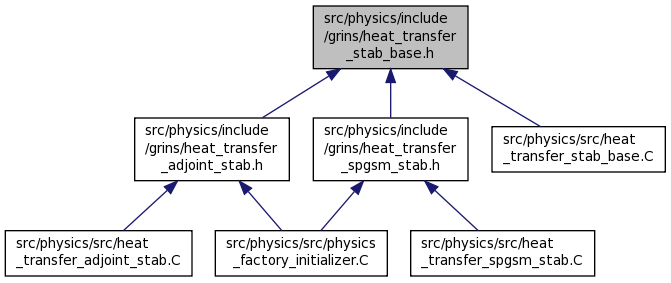 src/physics/include
/grins/heat_transfer
_stab_base.h
src/physics/include
/grins/heat_transfer
_adjoint_stab.h
src/physics/include
/grins/heat_transfer
_spgsm_stab.h
src/physics/src/heat
_transfer_stab_base.C
src/physics/src/heat
_transfer_adjoint_stab.C
src/physics/src/physics
_factory_initializer.C
src/physics/src/heat
_transfer_spgsm_stab.C